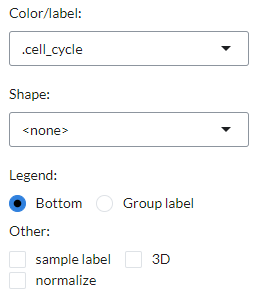 Color/label:
.cell_cycle
Shape:
<none>
Legend:
Bottom Group label
Other:
sample label 3D
normalize